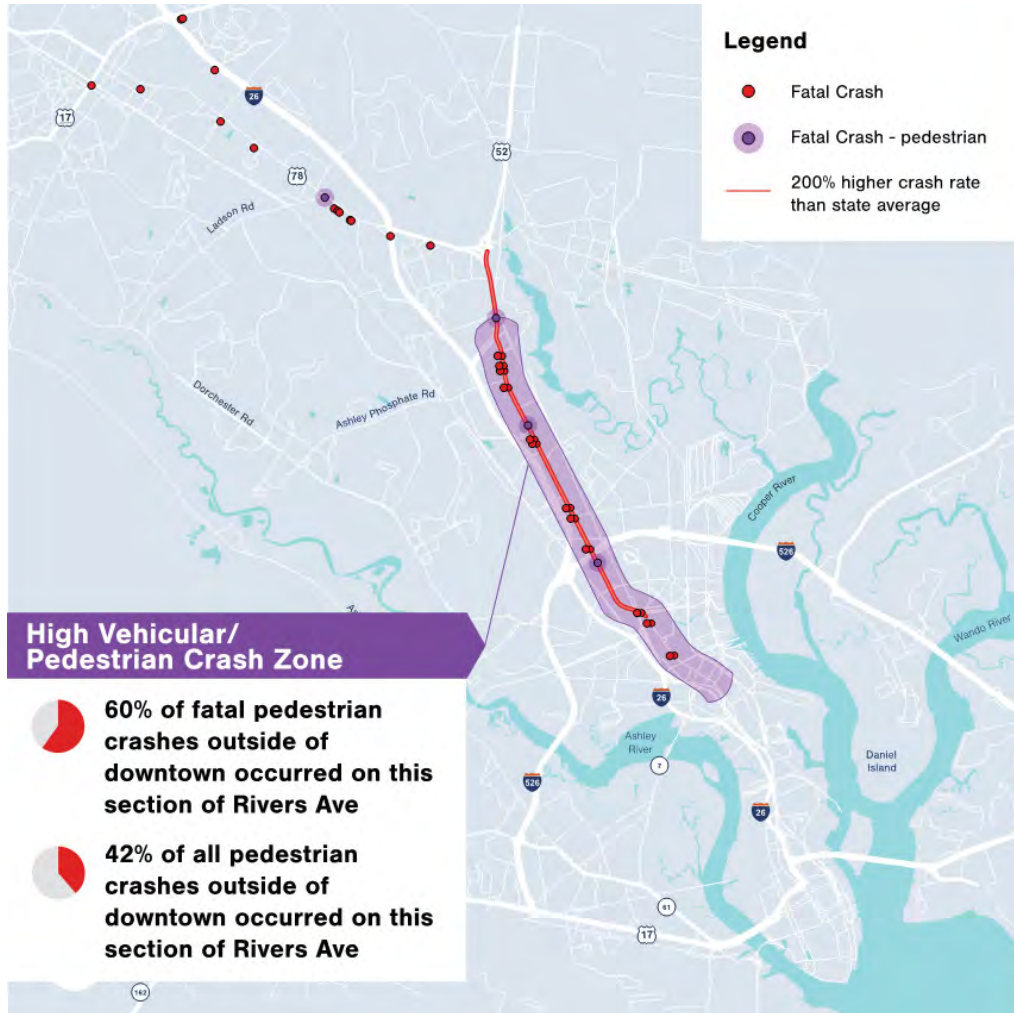 Legend
Fatal Crash
Fatal Crash - pedestrian
200% higher crash rate
than state average
26
17
52
78
Ladson Rd
Dorchester Rd
Ashley Phosphate Rd
Cooper River
526
Wando River
High Vehicular/
Pedestrian Crash Zone
60% of fatal pedestrian
crashes outside of
downtown occurred on this
section of Rivers Ave
42% of all pedestrian
crashes outside of
downtown occurred on this
section of Rivers Ave
26
Ashley
River
7
Daniel
Island
526
26
61
17
162